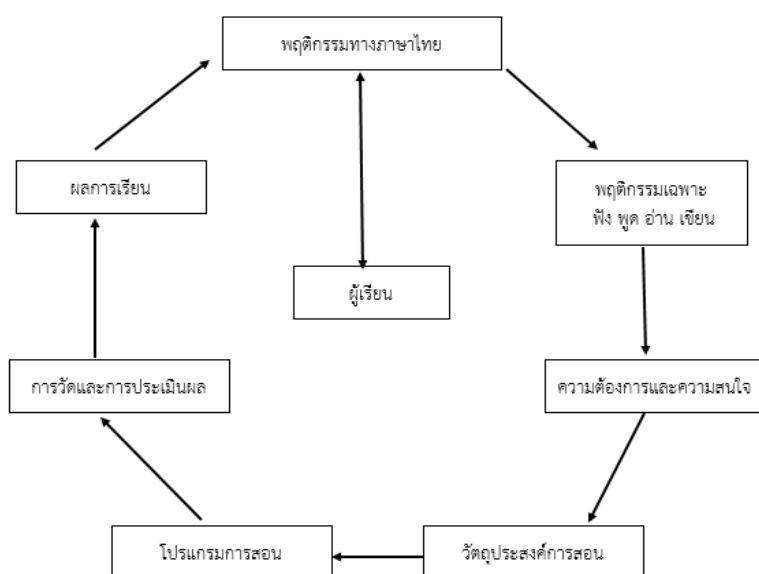 พฤติกรรมทางภาษาไทย
ผลการเรียน
พฤติกรรมเฉพาะ
ฟัง พูด อ่าน เขียน
ผู้เรียน
การวัดและการประเมินผล
ความต้องการและความสนใจ
โปรแกรมการสอน
วัตถุประสงค์การสอน